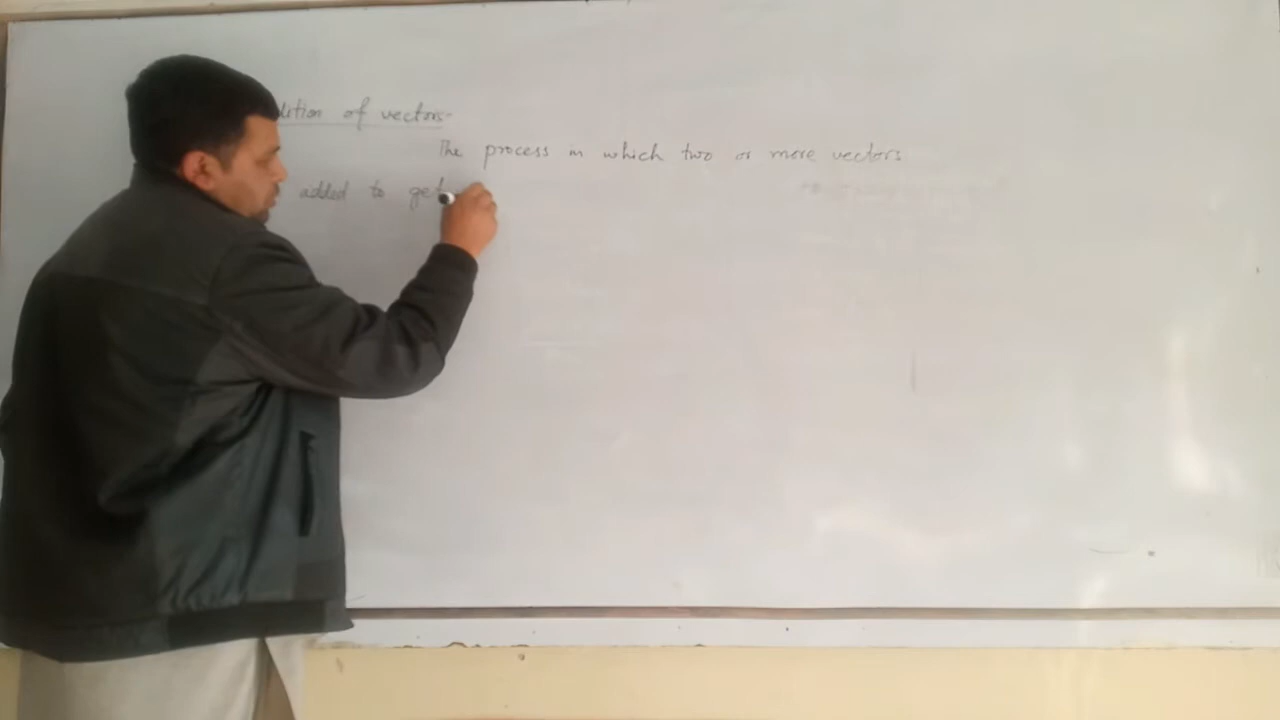 dition of vectors-
The process in which two or more vectors
added to get